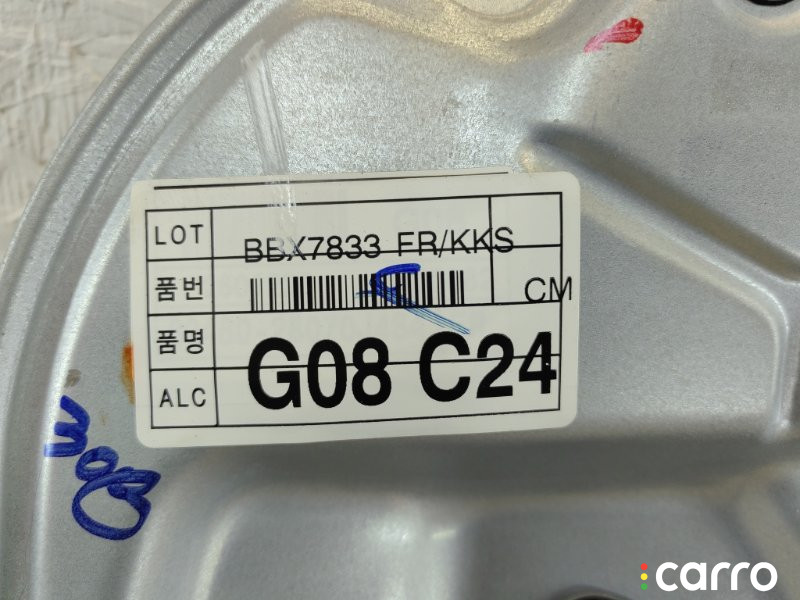 LOT BBX7833 FR/KKS
품번 CM
품명
G08 C24
ALC
carro